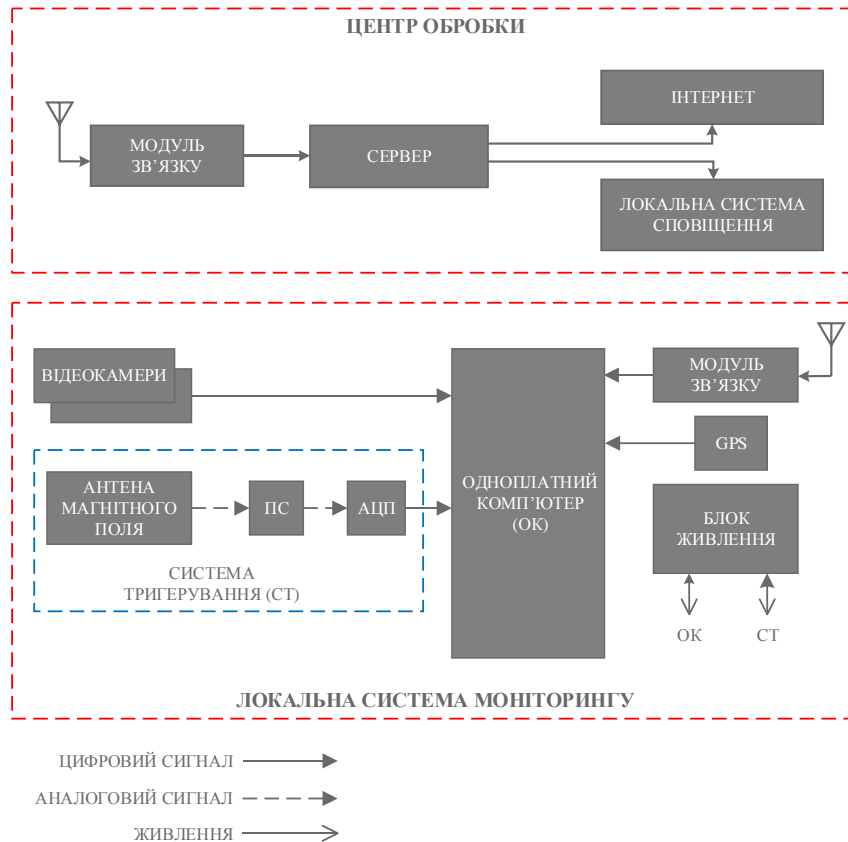 ЦЕНТР ОБРОБКИ
ІНТЕРНЕТ
МОДУЛЬ
ЗВ’ЯЗКУ
СЕРВЕР
ЛОКАЛЬНА СИСТЕМА
СПОВІЩЕННЯ
ВІДЕОКАМЕРИ
МОДУЛЬ
ЗВ’ЯЗКУ
GPS
АНТЕНА
МАГНІТНОГО
ПОЛЯ
ПС
АЦП
ОДНОПЛАТНИЙ
КОМП’ЮТЕР
(ОК)
БЛОК
ЖИВЛЕННЯ
СИСТЕМА
ТРИГЕРУВАННЯ (СТ)
ОК
СТ
ЛОКАЛЬНА СИСТЕМА МОНІТОРИНГУ
ЦИФРОВИЙ СИГНАЛ
АНАЛОГОВИЙ СИГНАЛ
ЖИВЛЕННЯ